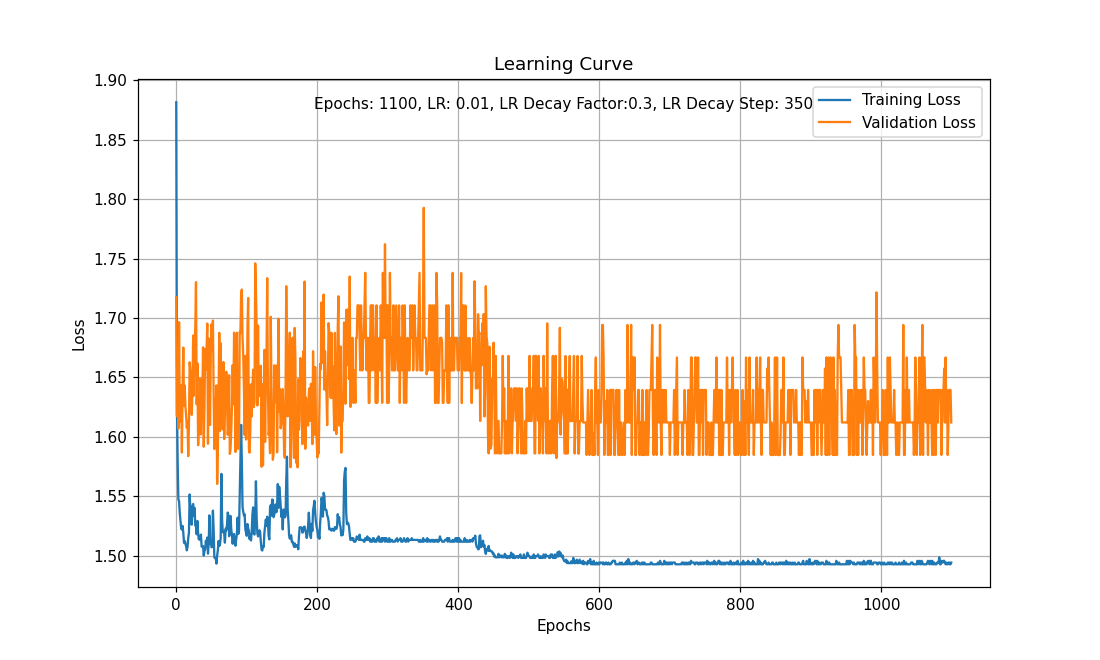 Learning Curve
Epochs: 1100, LR: 0.01, LR Decay Factor:0.3, LR Decay Step: 350
Training Loss
Validation Loss
1.90
1.85
1.80
1.75
1.70
1.65
1.60
1.55
1.50
Loss
0 200 400 600 800 1000
Epochs